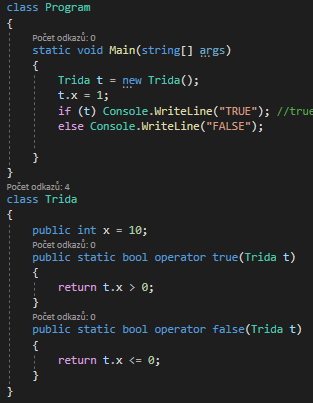 class Program
{
Počet odkazů: 0
static void Main(string[] args)
{
Trida t = new Trida();
t.x = 1;
if (t) Console.WriteLine("TRUE"); //true
else Console.WriteLine("FALSE");
}
}
Počet odkazů: 4
class Trida
{
public int x = 10;
Počet odkazů: 0
public static bool operator true(Trida t)
{
return t.x > 0;
}
Počet odkazů: 0
public static bool operator false(Trida t)
{
return t.x <= 0;
}
}